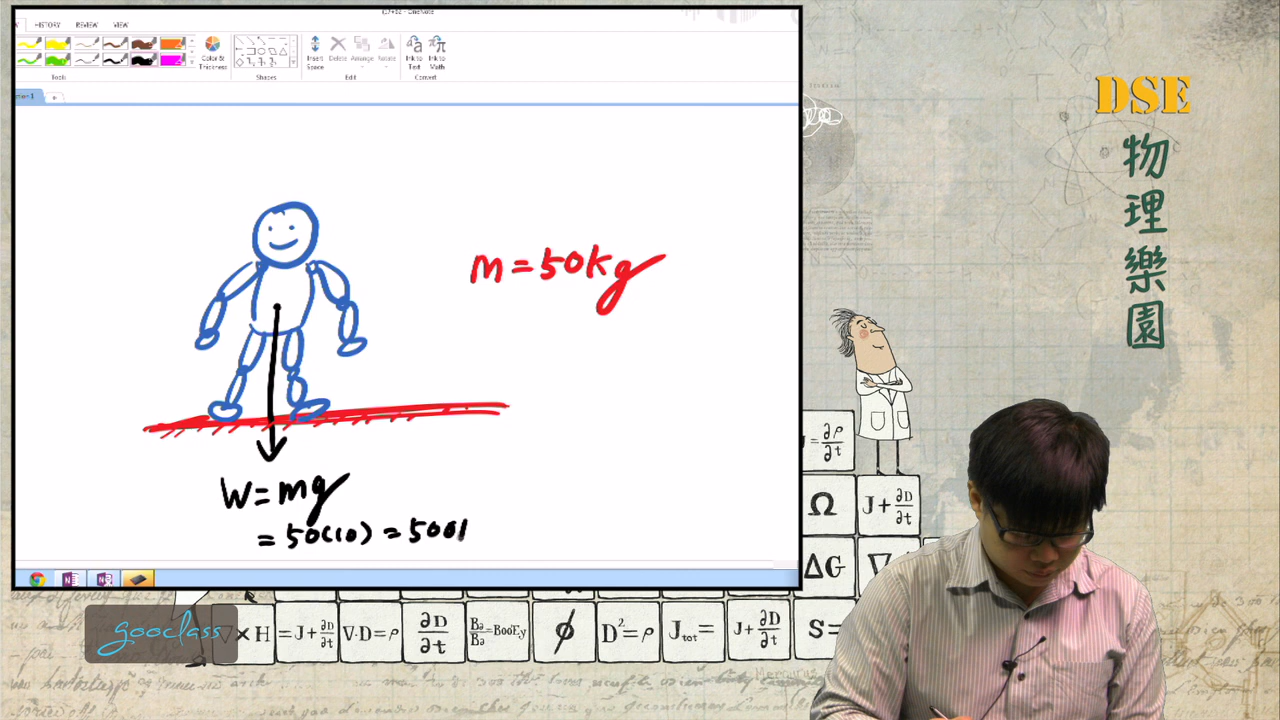 HISTORY REVIEW VIEW
Color & Thickness
Insert Space
Delete
Arrange
Rotate
Ink to Text
Ink to Math
Tools
Shapes
Edit
Convert
m = 50kg
W = mg
= 50(10) = 500
DSE
物理樂園
gooclass
× H
= J + ∂D/∂t
∇·D = ρ
∂D/∂t
D²= ρ
J tot =
J + ∂D/∂t
S =
= ∂ρ/∂t
Ω
J + ∂D/∂t
ΔG
∇